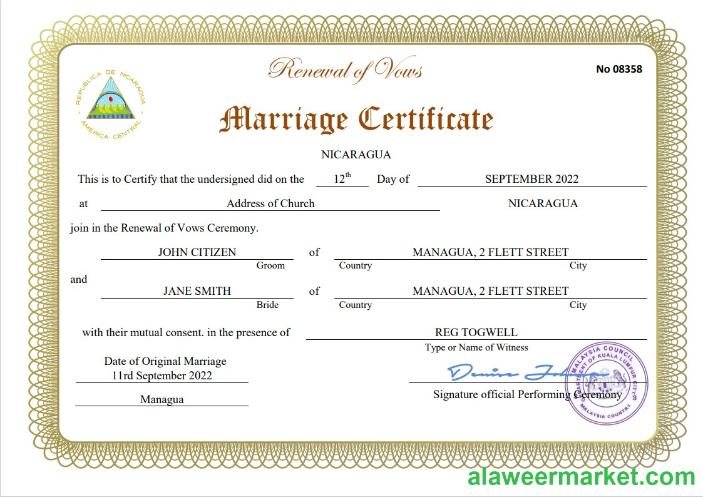 Renewal of Vows
No 08358
REPUBLICA DE NICARAGUA
AMERICA CENTRAL
Marriage Certificate
NICARAGUA
This is to Certify that the undersigned did on the 12th Day of SEPTEMBER 2022
at Address of Church NICARAGUA
join in the Renewal of Vows Ceremony.
JOHN CITIZEN of MANAGUA, 2 FLETT STREET
Groom Country City
and
JANE SMITH of MANAGUA, 2 FLETT STREET
Bride Country City
with their mutual consent. in the presence of REG TOGWELL
Type or Name of Witness
Date of Original Marriage
11rd September 2022
Managua
Signature official Performing Ceremony
MALAYSIA COUNCIL
DEPARTMENT OF KUALA LUMPUR CITY
MALAYSIA COUNTRY
alaweermarket.com